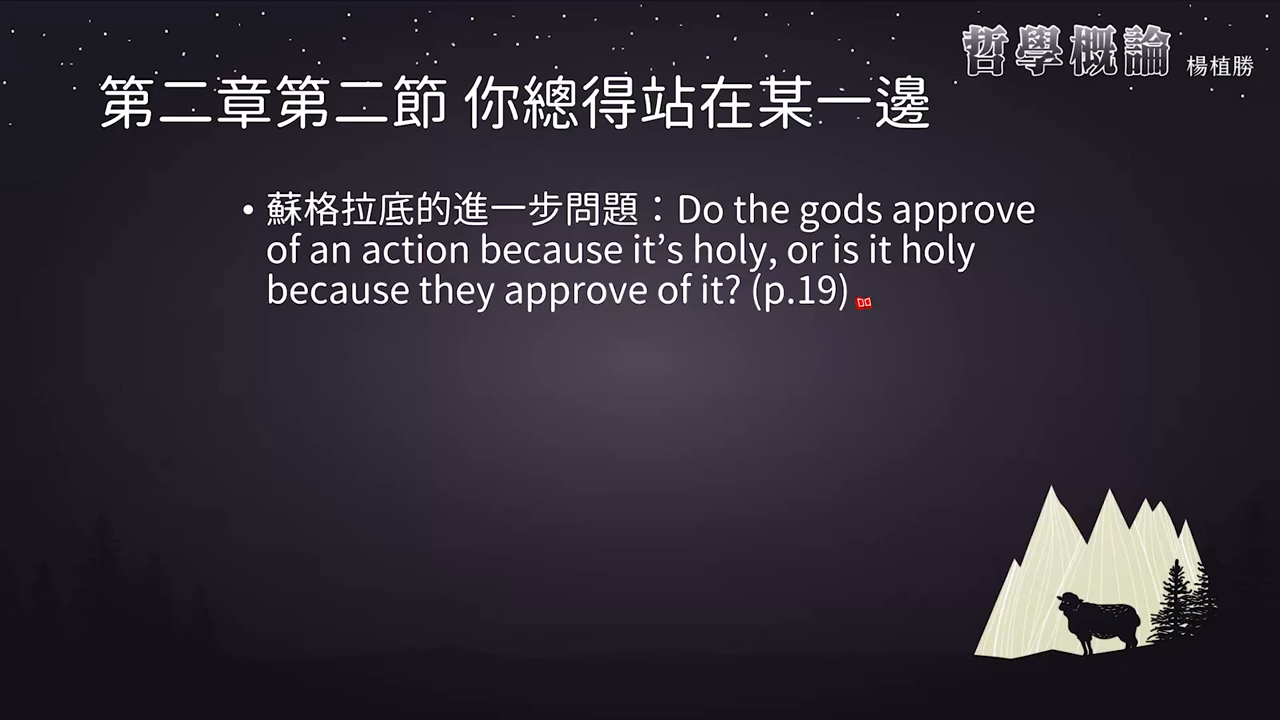 哲學概論 楊植勝
第二章第二節 你總得站在某一邊
• 蘇格拉底的進一步問題：Do the gods approve
of an action because it’s holy, or is it holy
because they approve of it? (p.19)